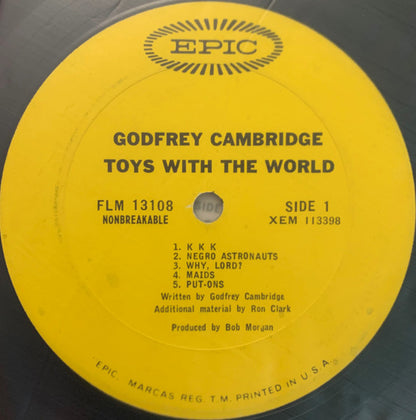 EPIC
GODFREY CAMBRIDGE
TOYS WITH THE WORLD
FLM 13108 SIDE 1
NONBREAKABLE XEM 113398
SIDE
1. K K K
2. NEGRO ASTRONAUTS
3. WHY, LORD?
4. MAIDS
5. PUT-ONS
Written by Godfrey Cambridge
Additional material by Ron Clark
Produced by Bob Morgan
EPIC. MARCAS REG. T.M. PRINTED IN U.S.A.